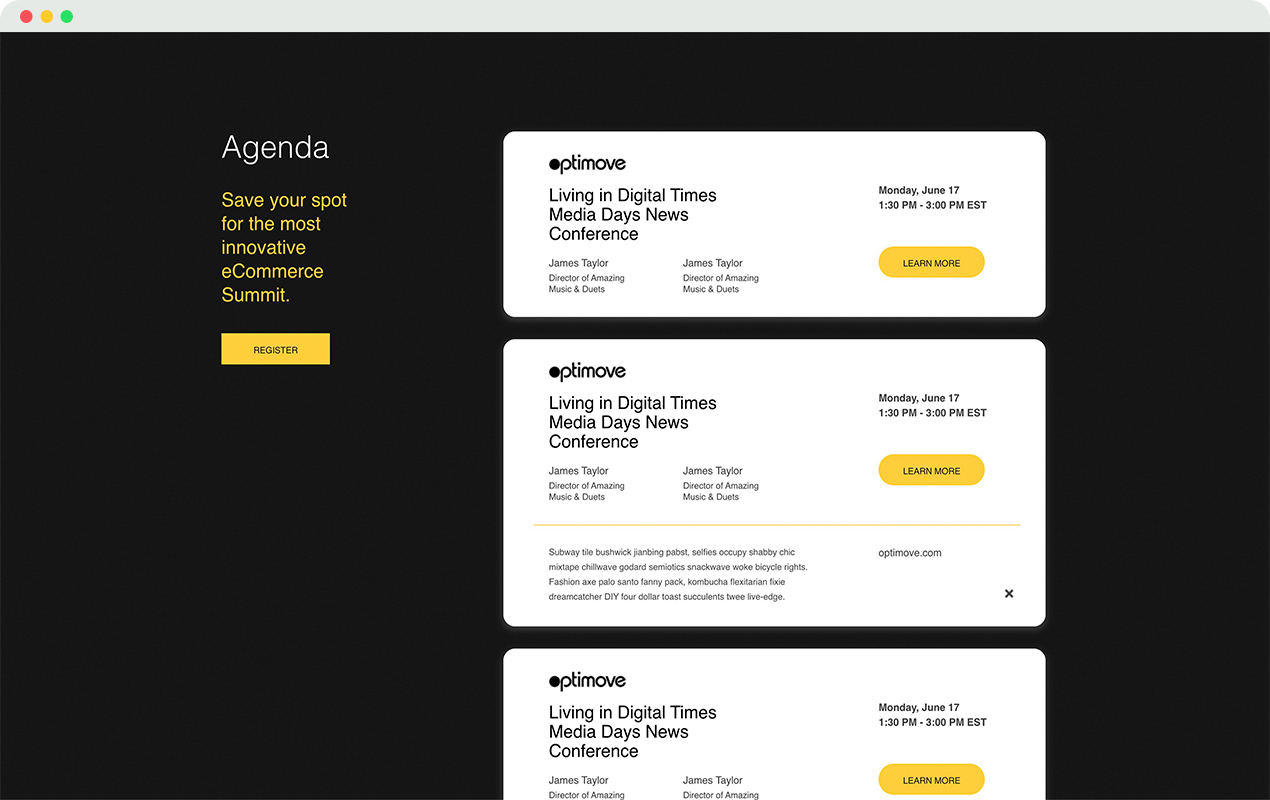 Agenda
Save your spot
for the most
innovative
eCommerce
Summit.
REGISTER
optimove
Living in Digital Times
Media Days News
Conference
James Taylor
Director of Amazing
Music & Duets
James Taylor
Director of Amazing
Music & Duets
Monday, June 17
1:30 PM - 3:00 PM EST
LEARN MORE
optimove
Living in Digital Times
Media Days News
Conference
James Taylor
Director of Amazing
Music & Duets
James Taylor
Director of Amazing
Music & Duets
Monday, June 17
1:30 PM - 3:00 PM EST
LEARN MORE
Subway tile bushwick jianbing pabst, selfies occupy shabby chic
mixtape chillwave godard semiotics snackwave woke bicycle rights.
Fashion axe palo santo fanny pack, kombucha flexitarian fixie
dreamcatcher DIY four dollar toast succulents twee live-edge.
optimove.com
optimove
Living in Digital Times
Media Days News
Conference
James Taylor
Director of Amazing
James Taylor
Director of Amazing
Monday, June 17
1:30 PM - 3:00 PM EST
LEARN MORE